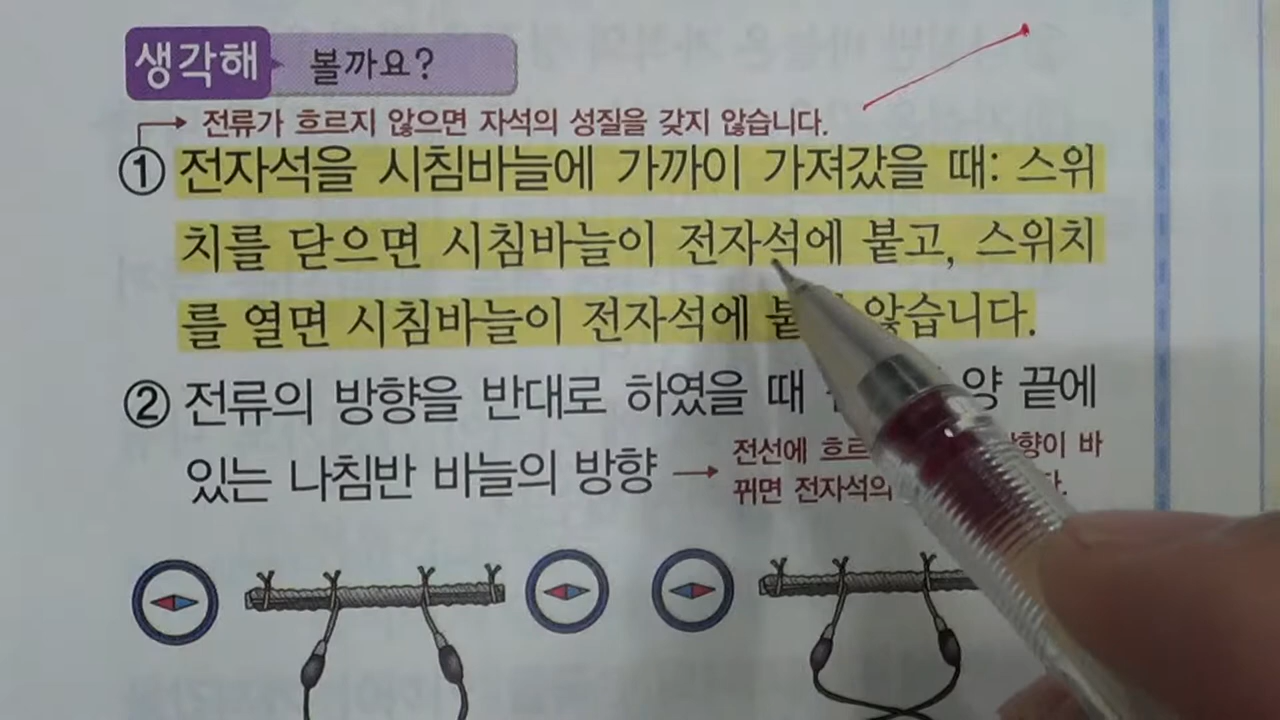 생각해 볼까요?
전류가 흐르지 않으면 자석의 성질을 갖지 않습니다.
① 전자석을 시침바늘에 가까이 가져갔을 때: 스위
치를 닫으면 시침바늘이 전자석에 붙고, 스위치
를 열면 시침바늘이 전자석에 않습니다.
② 전류의 방향을 반대로 하였을 때 양 끝에
있는 나침반 바늘의 방향
전선에 바
뀌면 전자석의